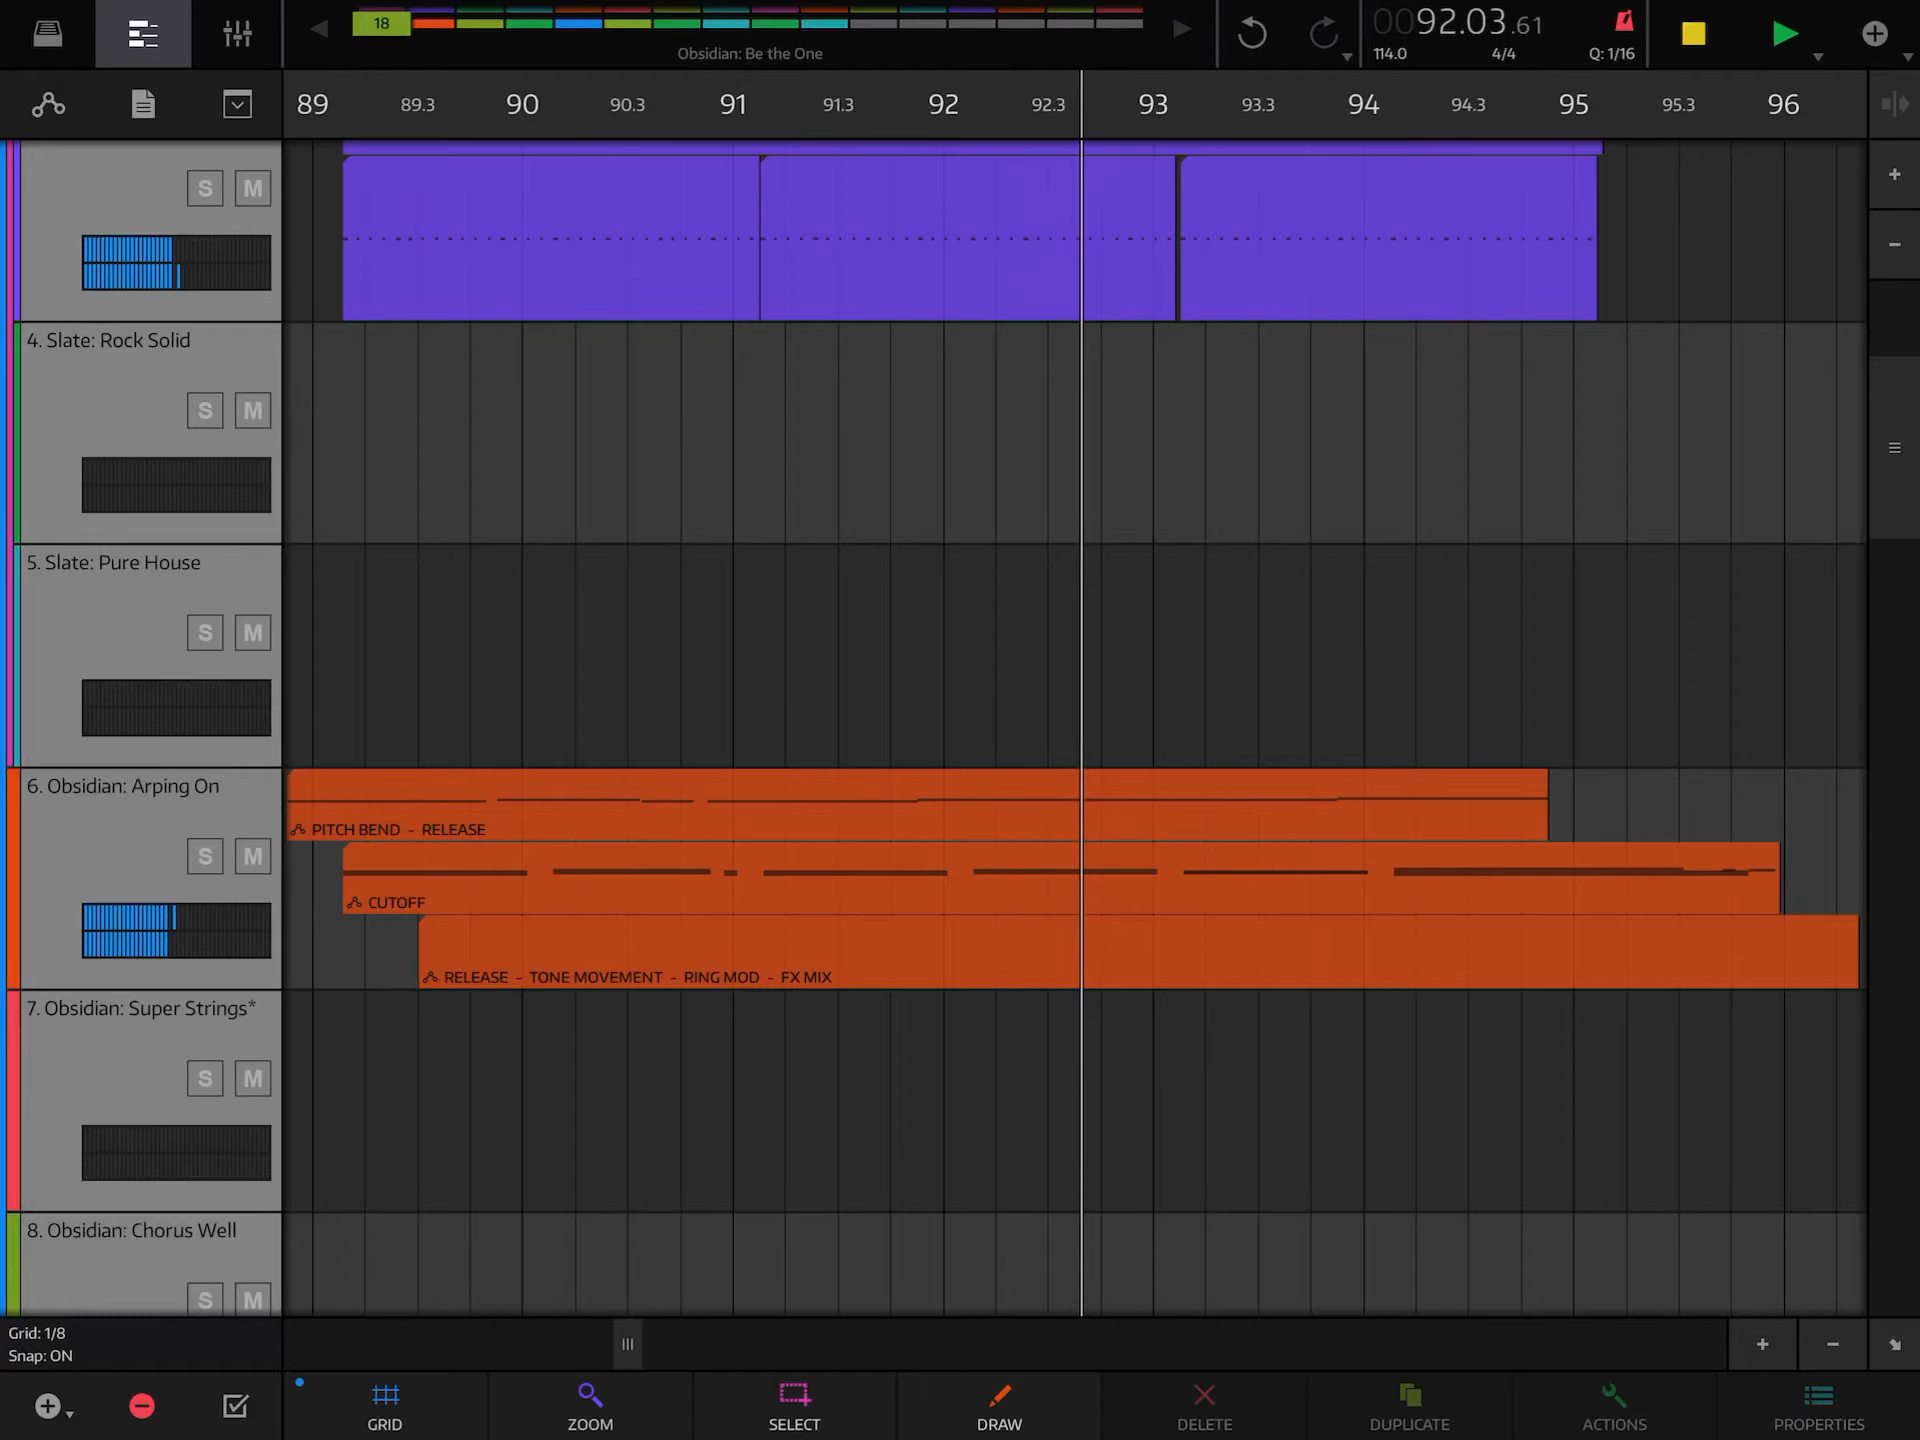 18
Obsidian: Be the One
0092.03.61
114.0
4/4
Q: 1/16
89
89.3
90
90.3
91
91.3
92
92.3
93
93.3
94
94.3
95
95.3
96
S M
4. Slate: Rock Solid
S M
5. Slate: Pure House
S M
6. Obsidian: Arping On
S M
PITCH BEND - RELEASE
CUTOFF
RELEASE - TONE MOVEMENT - RING MOD - FX MIX
7. Obsidian: Super Strings*
S M
8. Obsidian: Chorus Well
S M
Grid: 1/8
Snap: ON
GRID
ZOOM
SELECT
DRAW
DELETE
DUPLICATE
ACTIONS
PROPERTIES